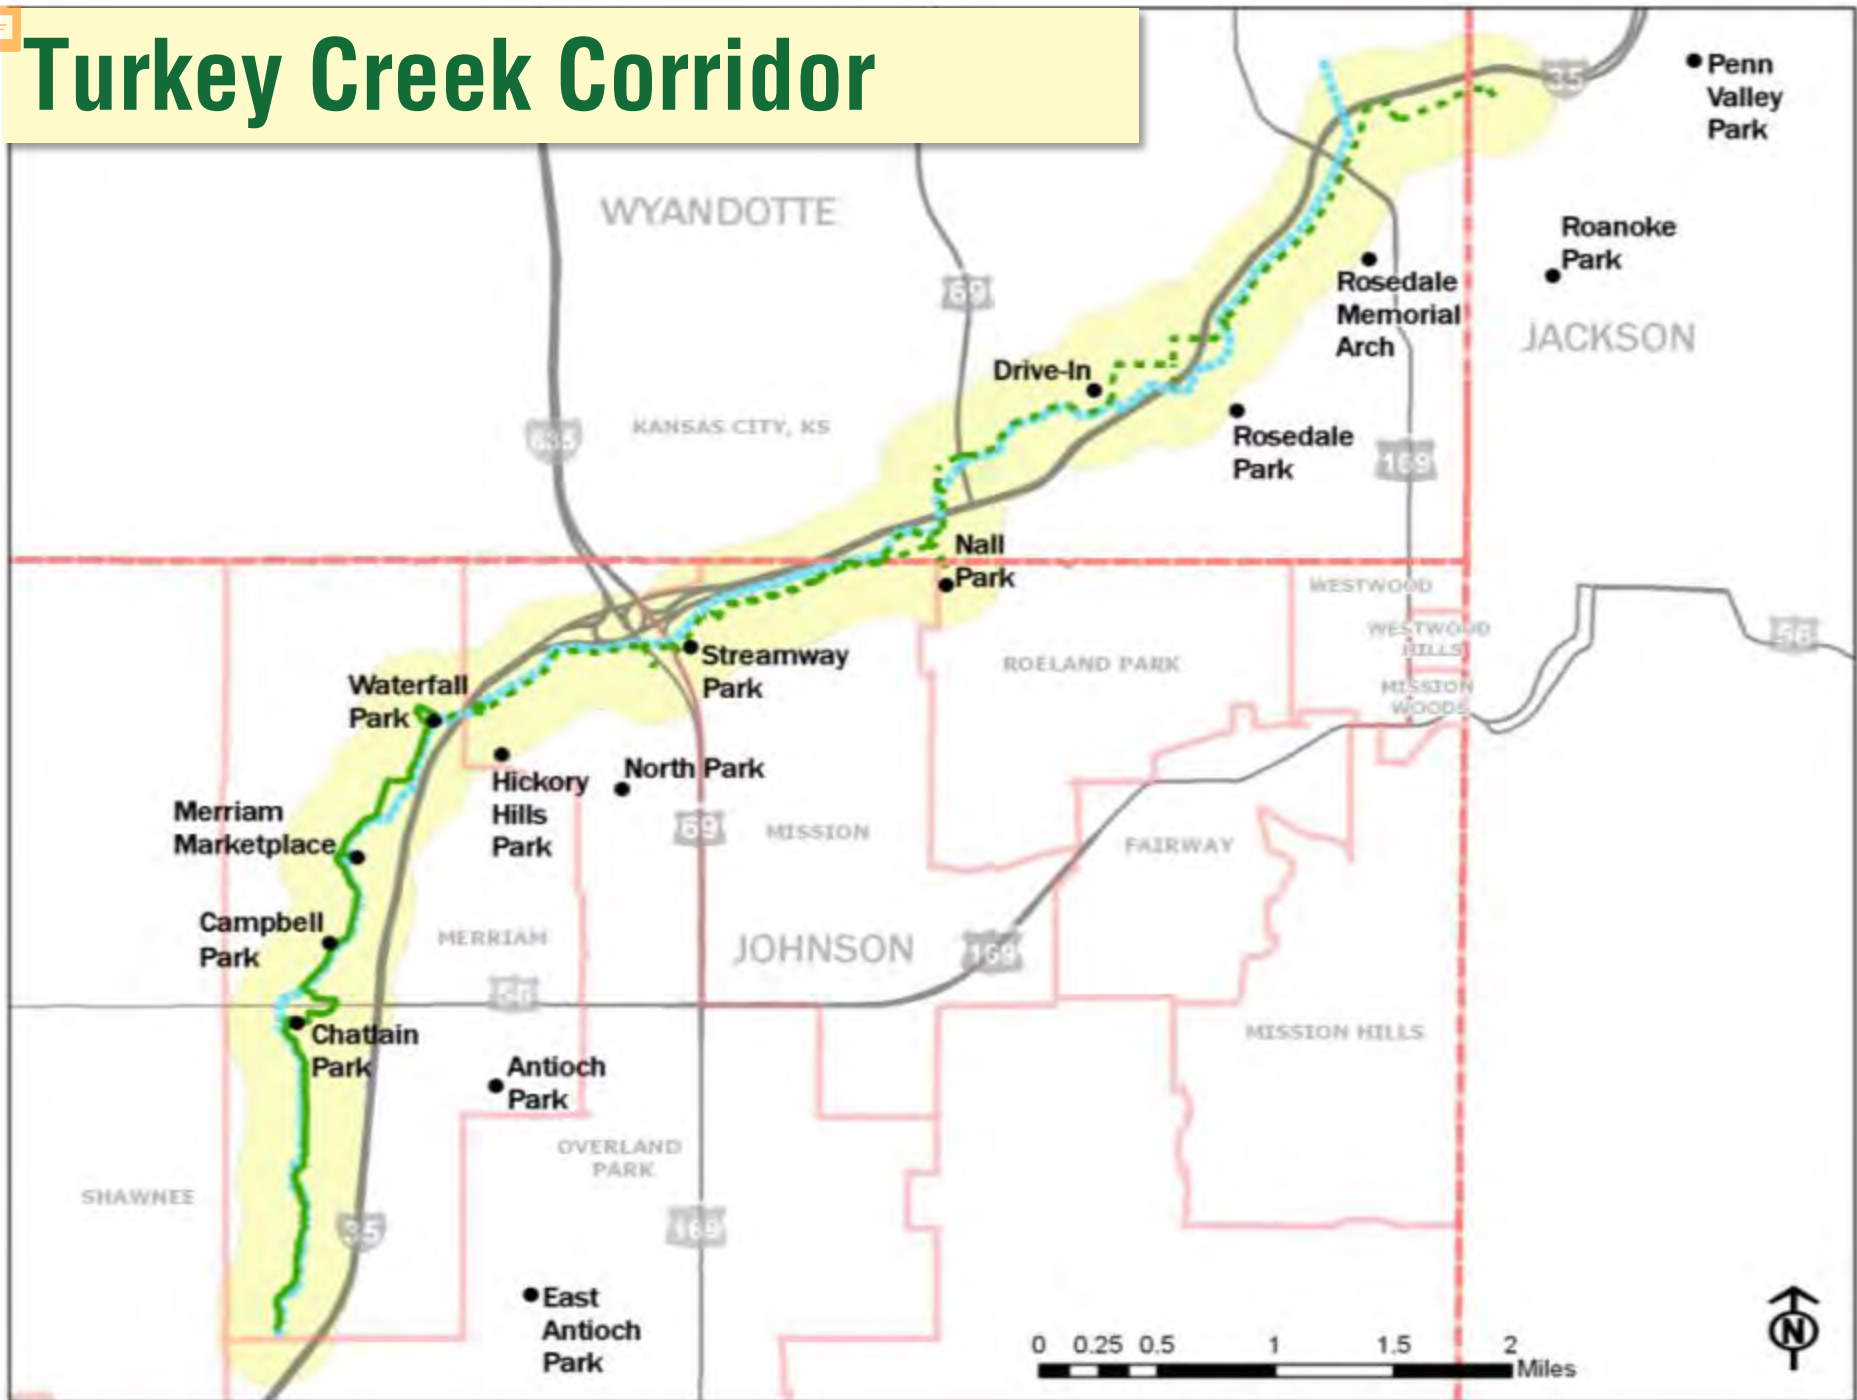 Turkey Creek Corridor
35
Penn
Valley
Park
WYANDOTTE
Roanoke
Park
69
Rosedale
Memorial
Arch
JACKSON
Drive-In
635
KANSAS CITY, KS
Rosedale
Park
169
Nall
Park
WESTWOOD
WESTWOOD
HILLS
56
Streamway
Park
ROELAND PARK
Waterfall
Park
MISSION
WOODS
Hickory
Hills
Park
North Park
Merriam
Marketplace
69
MISSION
FAIRWAY
Campbell
Park
MERRIAM
JOHNSON
169
56
Chatlain
Park
MISSION HILLS
Antioch
Park
OVERLAND
PARK
SHAWNEE
35
169
East
Antioch
Park
0 0.25 0.5 1 1.5 2
Miles
N